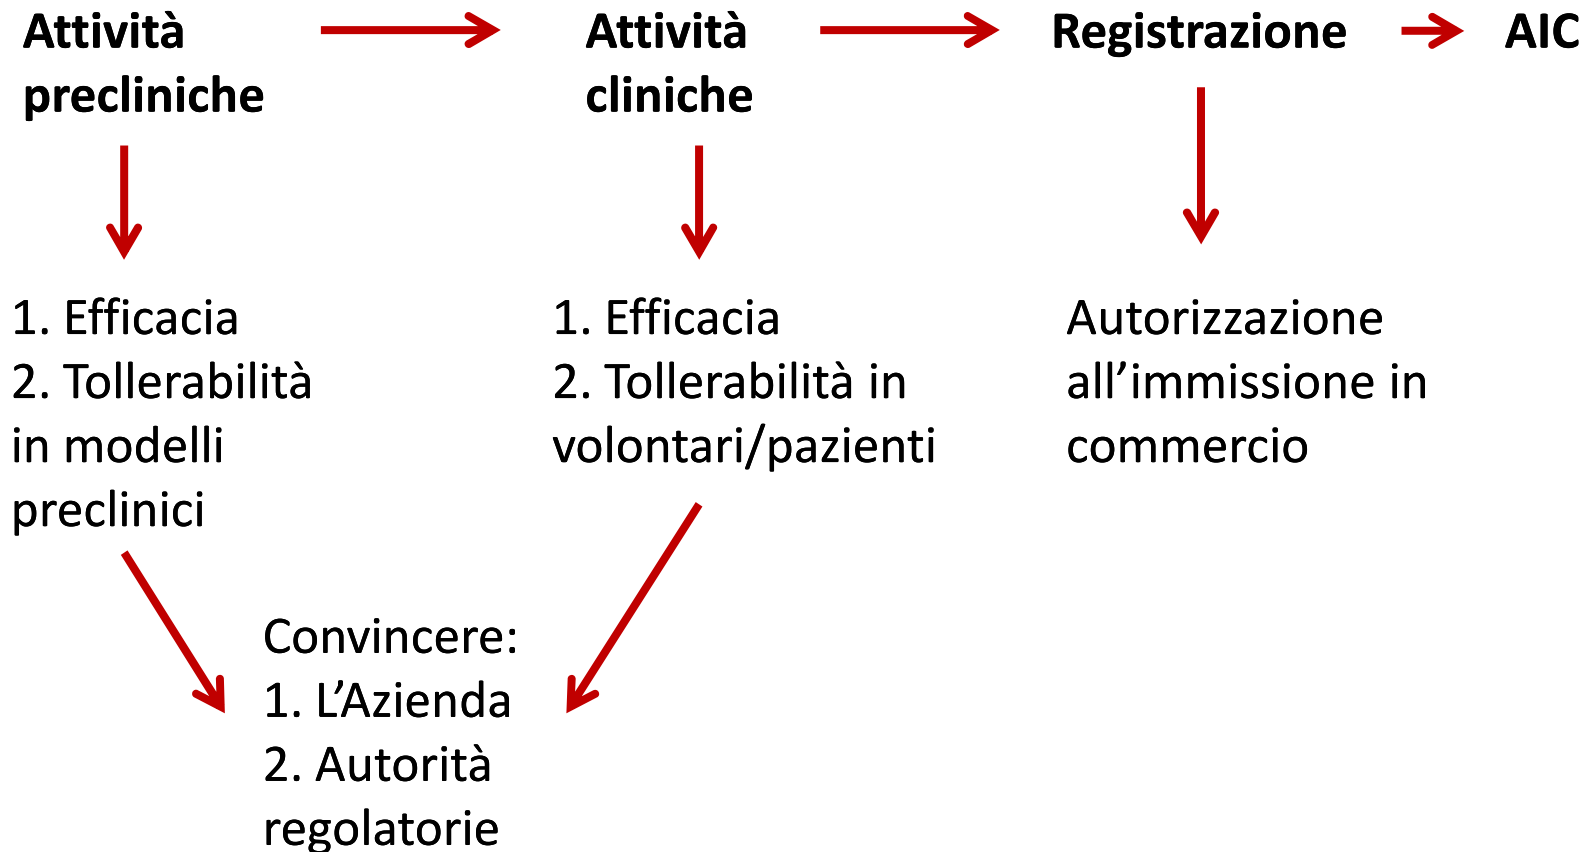 Attività
precliniche
Attività
cliniche
Registrazione
AIC
1. Efficacia
2. Tollerabilità
in modelli
preclinici
1. Efficacia
2. Tollerabilità in
volontari/pazienti
Autorizzazione
all’immissione in
commercio
Convincere:
1. L’Azienda
2. Autorità
regolatorie